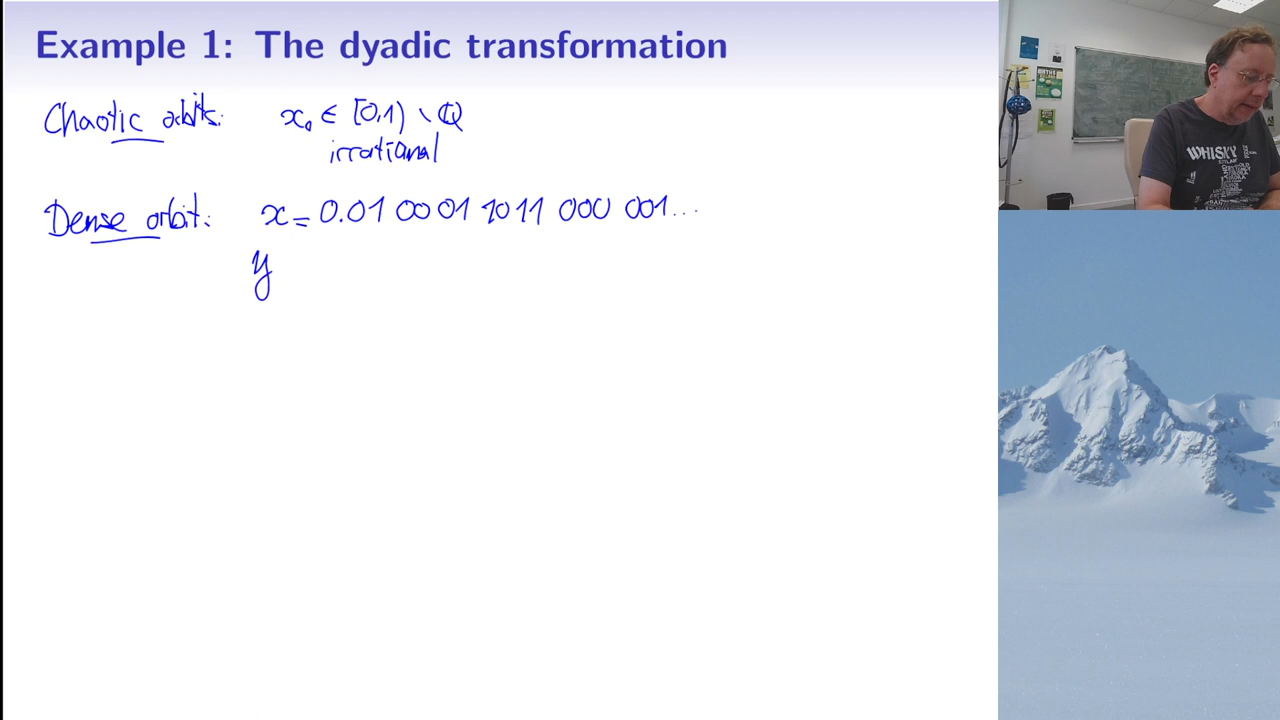 Example 1: The dyadic transformation
Chaotic orbits: x₀ ∈ [0,1) \ ℚ
irrational
Dense orbit: x = 0.01 00 01 10 11 000 001...
y
WHISKY